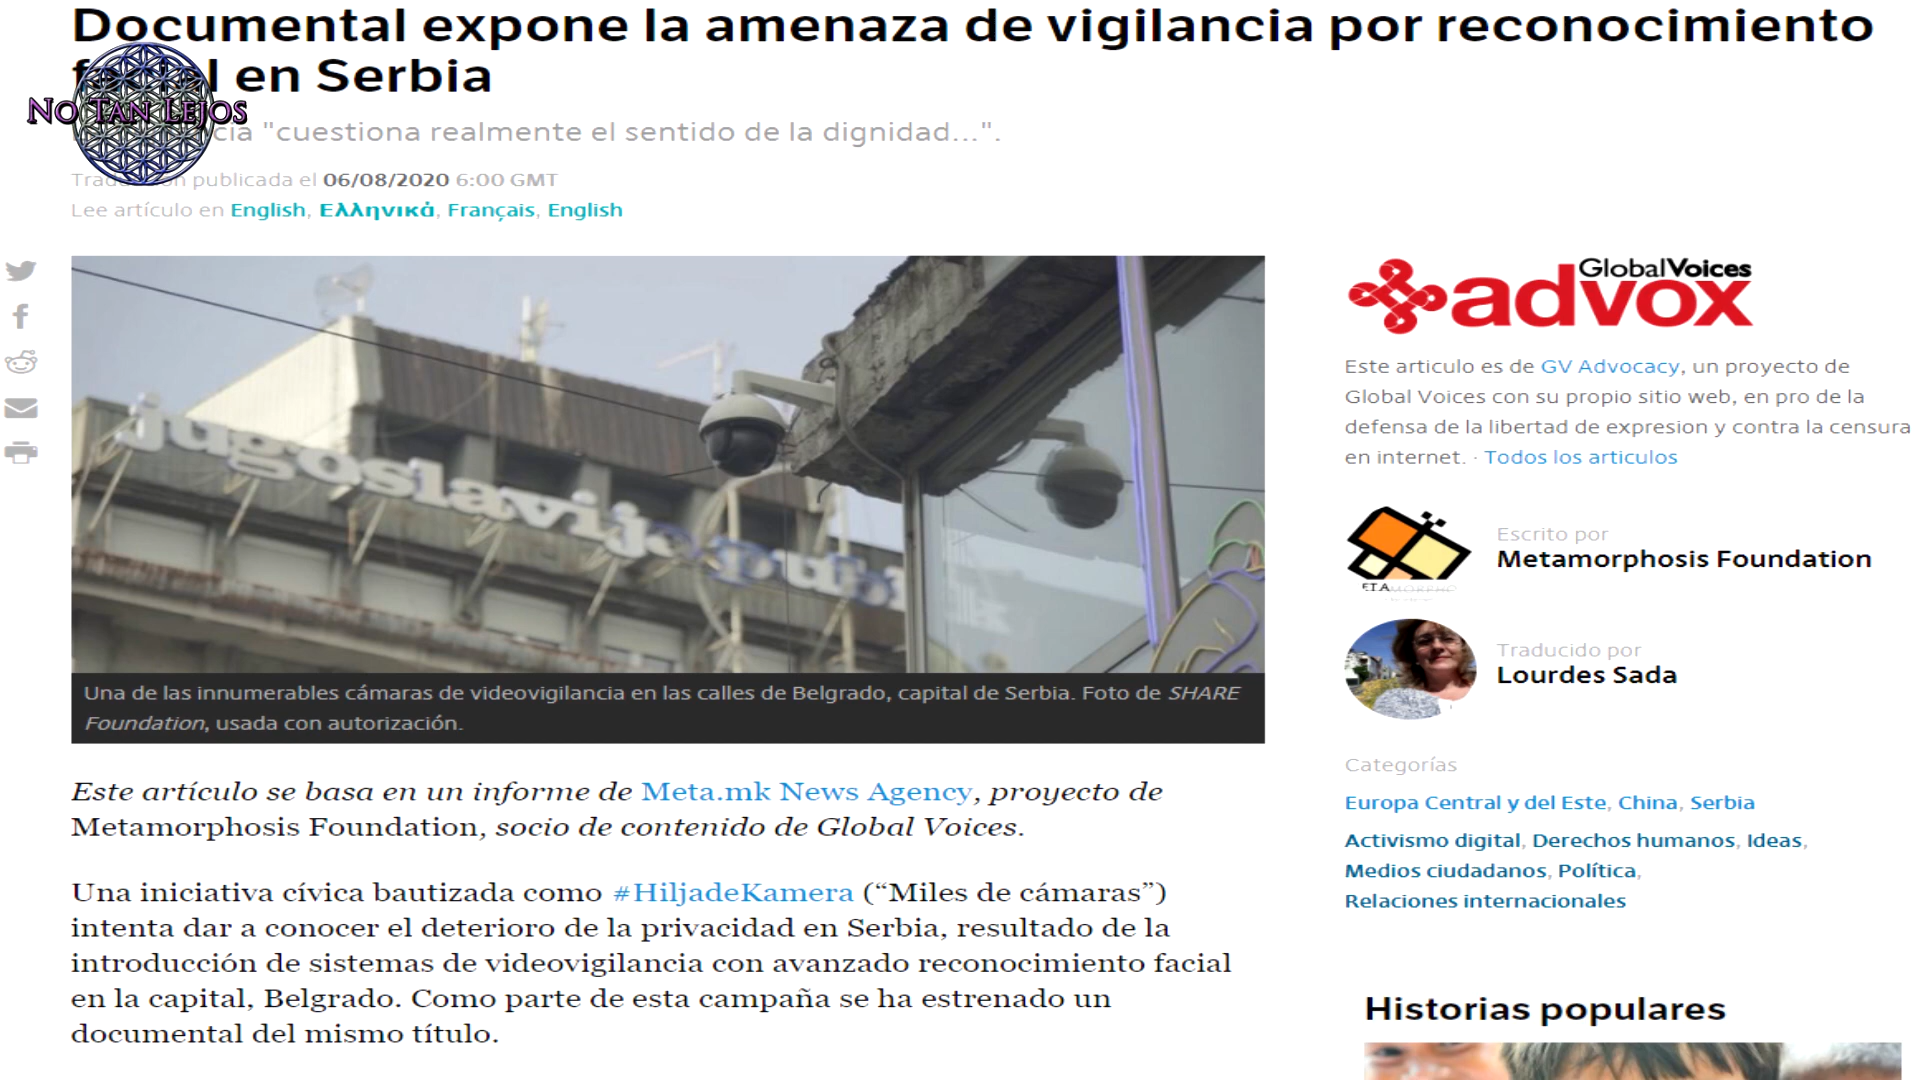 Documental expone la amenaza de vigilancia por reconocimiento
en Serbia
No Tan Lejos
"cuestiona realmente el sentido de la dignidad...".
publicada el 06/08/2020 6:00 GMT
Lee artículo en English, Ελληνικά, Français, English
jugoslavija
Una de las innumerables cámaras de videovigilancia en las calles de Belgrado, capital de Serbia. Foto de SHARE
Foundation, usada con autorización.
Este artículo se basa en un informe de Meta.mk News Agency, proyecto de
Metamorphosis Foundation, socio de contenido de Global Voices.
Una iniciativa cívica bautizada como #HiljadeKamera (“Miles de cámaras”)
intenta dar a conocer el deterioro de la privacidad en Serbia, resultado de la
introducción de sistemas de videovigilancia con avanzado reconocimiento facial
en la capital, Belgrado. Como parte de esta campaña se ha estrenado un
documental del mismo título.
GlobalVoices
advox
Este articulo es de GV Advocacy, un proyecto de
Global Voices con su propio sitio web, en pro de la
defensa de la libertad de expresion y contra la censura
en internet. · Todos los articulos
Escrito por
Metamorphosis Foundation
Traducido por
Lourdes Sada
Categorías
Europa Central y del Este, China, Serbia
Activismo digital, Derechos humanos, Ideas,
Medios ciudadanos, Política,
Relaciones internacionales
Historias populares